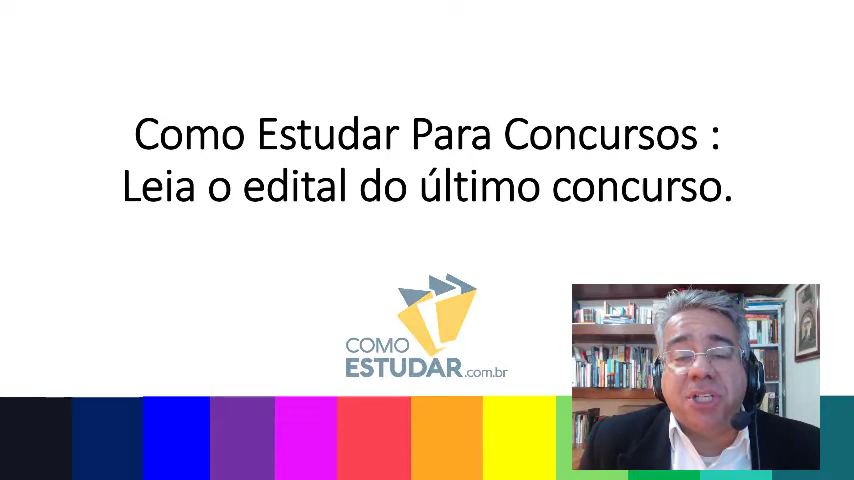 Como Estudar Para Concursos :
Leia o edital do último concurso.
COMO
ESTUDAR.com.br